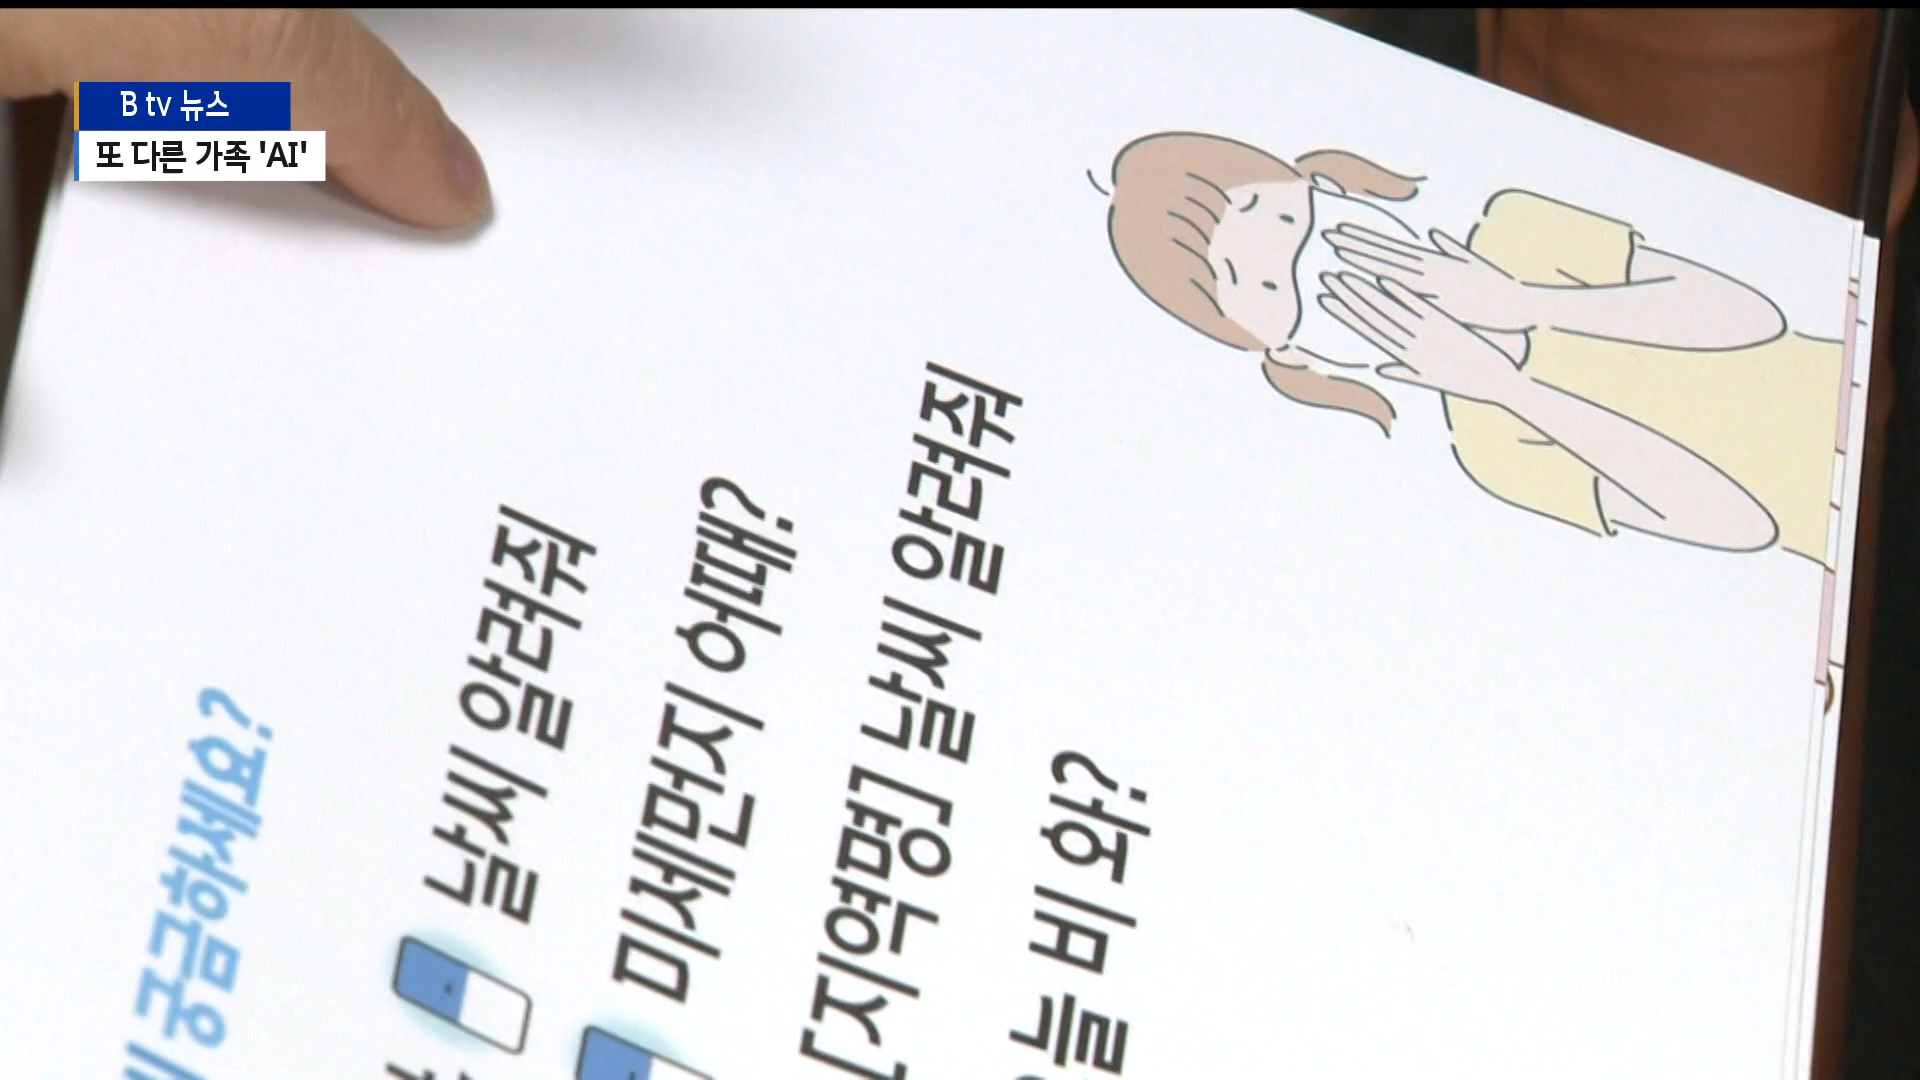 B tv 뉴스
또 다른 가족 'AI'
궁금하세요?
날씨 알려줘
미세먼지 어때?
[지역명] 날씨 알려줘
비 와?